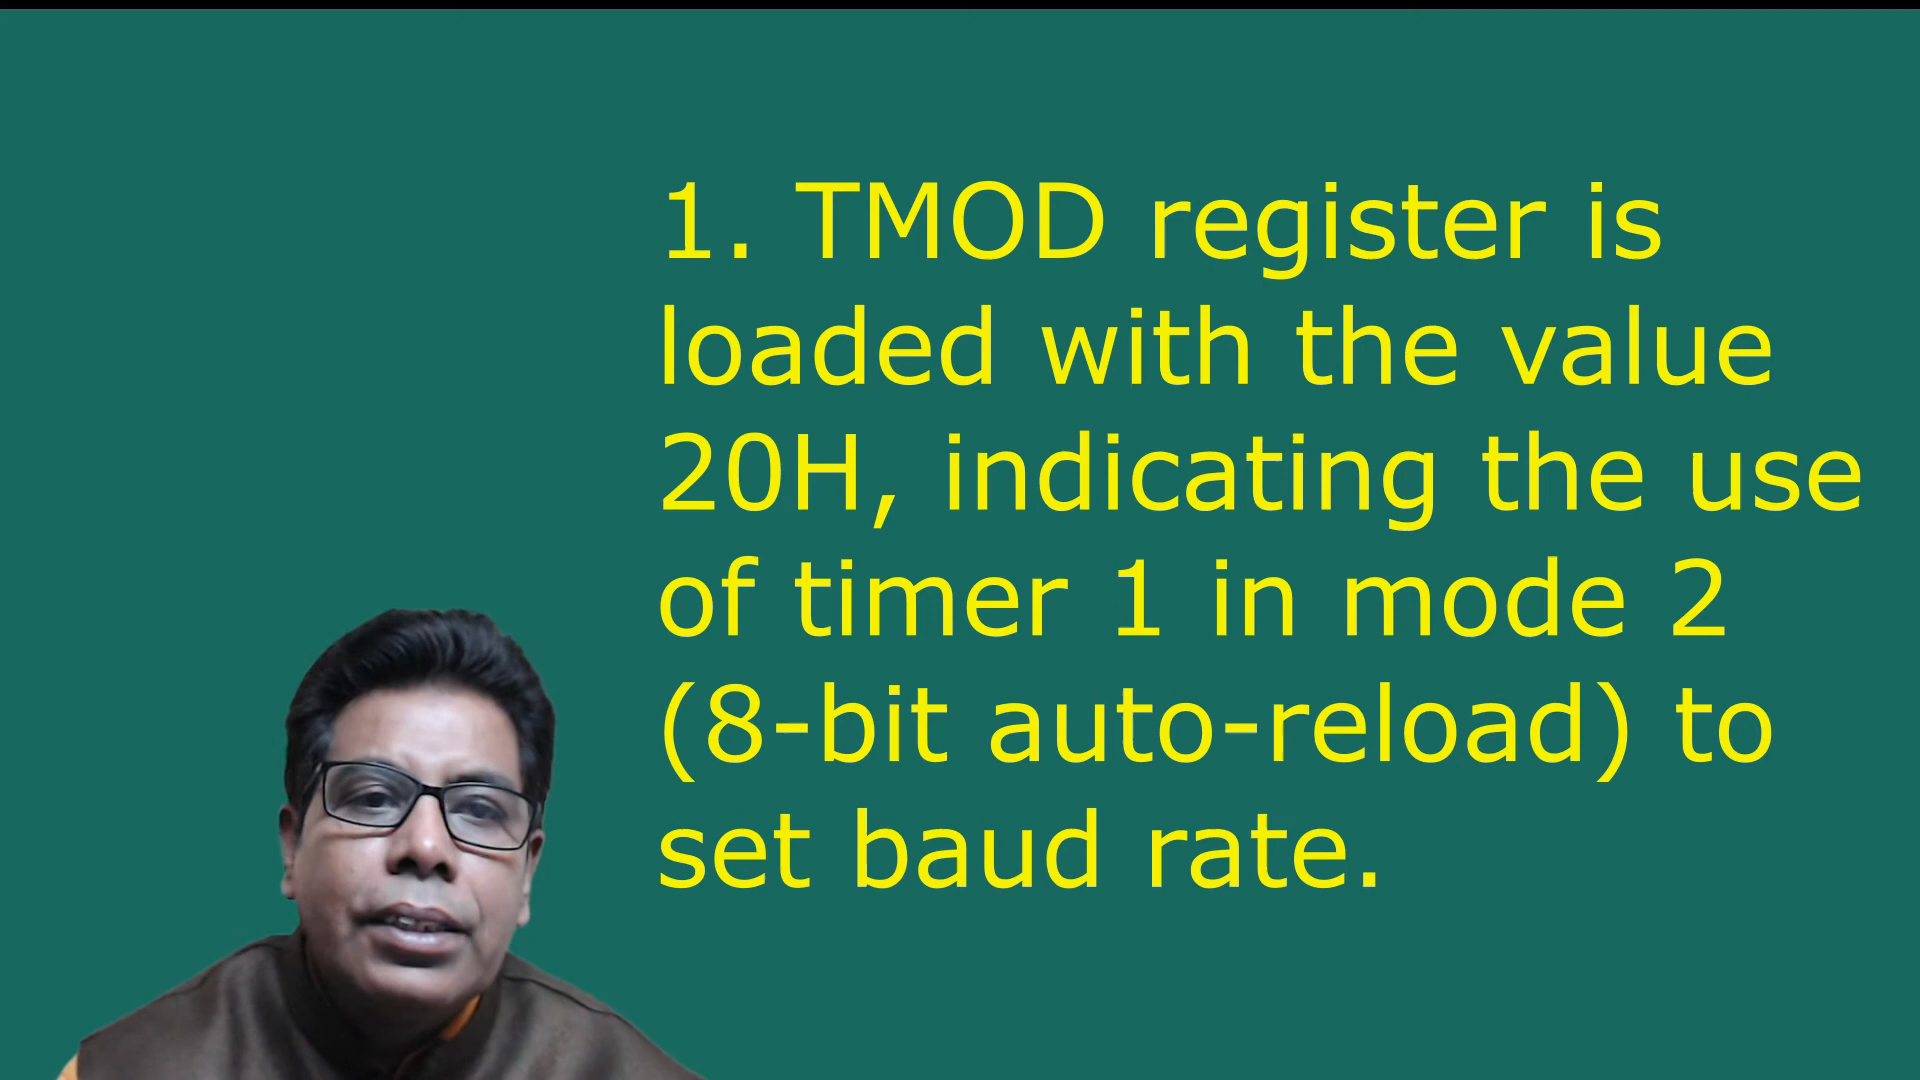 1. TMOD register is
loaded with the value
20H, indicating the use
of timer 1 in mode 2
(8-bit auto-reload) to
set baud rate.